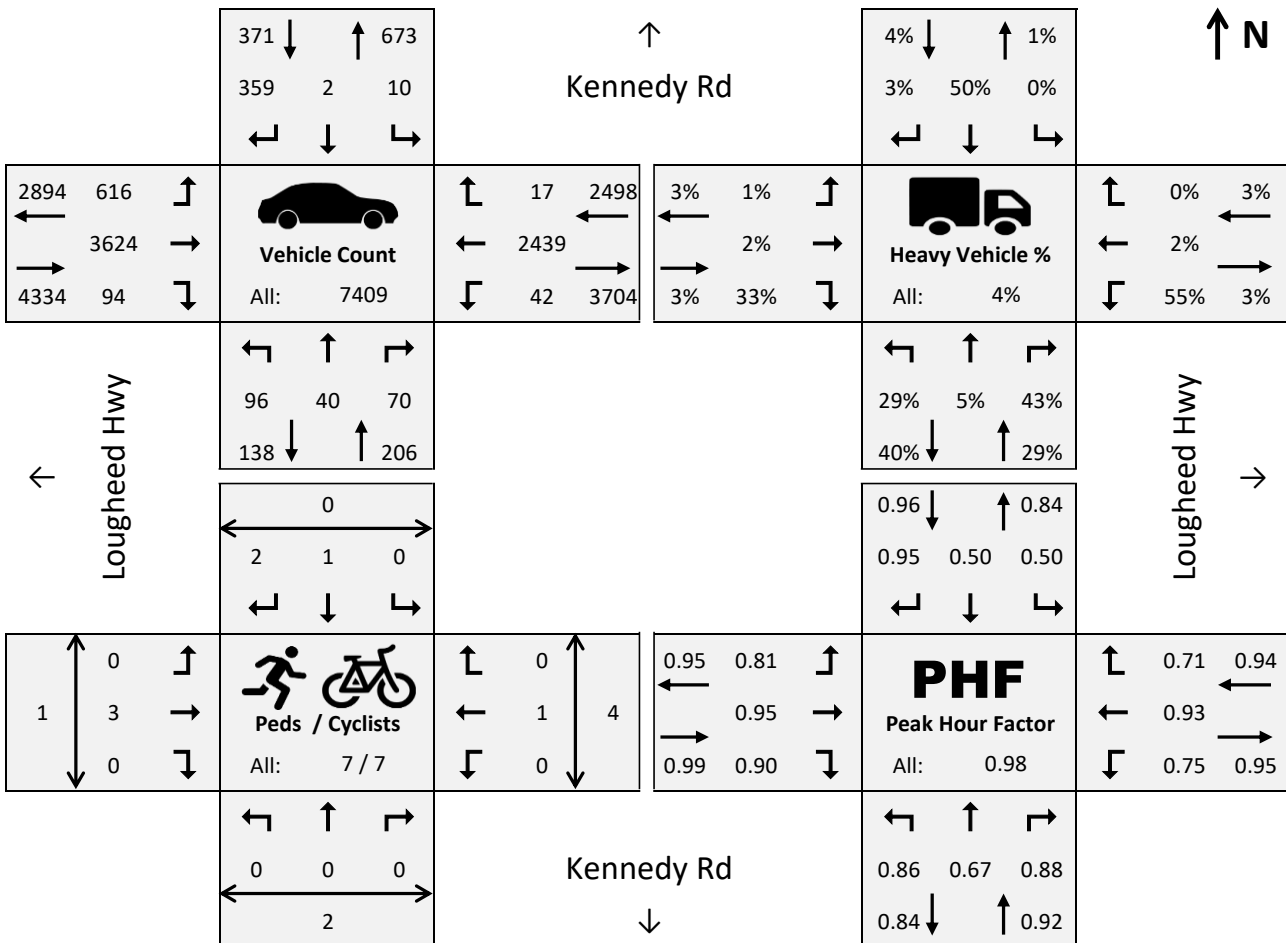 371 673 4% 1% N
359 2 10 Kennedy Rd 3% 50% 0%
2894 616 17 2498 3% 1% 0% 3%
3624 Vehicle Count 2439 2% Heavy Vehicle % 2%
4334 94 All: 7409 42 3704 3% 33% All: 4% 55% 3%
96 40 70 29% 5% 43%
138 206 40% 29%
Lougheed Hwy
Lougheed Hwy
0 0.96 0.84
2 1 0 0.95 0.50 0.50
0 0 0.95 0.81 PHF 0.71 0.94
1 3 Peds / Cyclists 1 4 0.95 Peak Hour Factor 0.93
0 All: 7 / 7 0 0.99 0.90 All: 0.98 0.75 0.95
0 0 0 Kennedy Rd 0.86 0.67 0.88
2 0.84 0.92